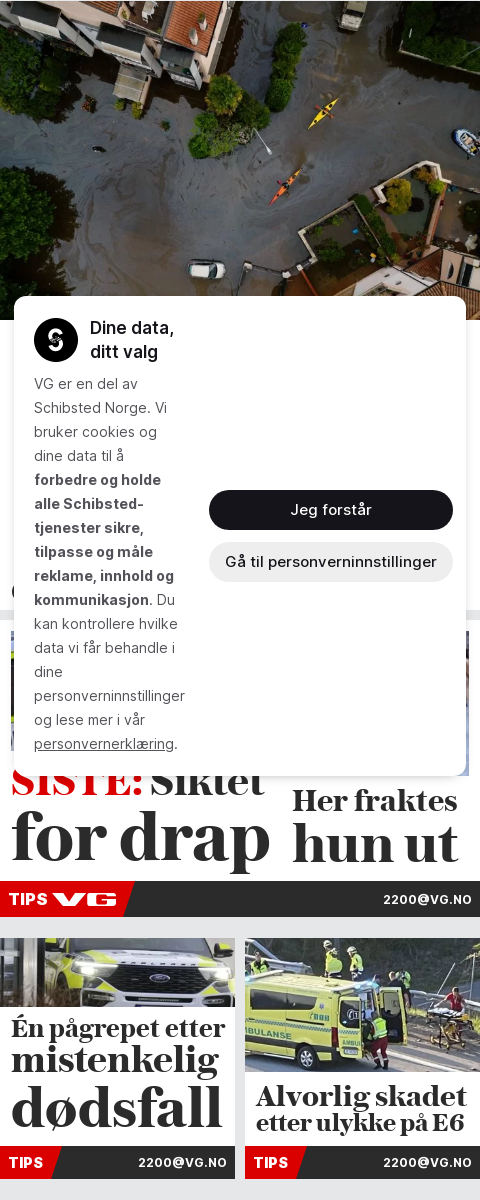 Dine data,
ditt valg
VG er en del av
Schibsted Norge. Vi
bruker cookies og
dine data til å
forbedre og holde
alle Schibsted-
tjenester sikre,
tilpasse og måle
reklame, innhold og
kommunikasjon. Du
kan kontrollere hvilke
data vi får behandle i
dine
personverninnstillinger
og lese mer i vår
personvernerklæring.
Jeg forstår
Gå til personverninnstillinger
SISTE: Siktet
for drap
Her fraktes
hun ut
TIPS VG
2200@VG.NO
Én pågrepet etter
mistenkelig
dødsfall
TIPS
2200@VG.NO
AMBULANSE
Alvorlig skadet
etter ulykke på E6
TIPS
2200@VG.NO